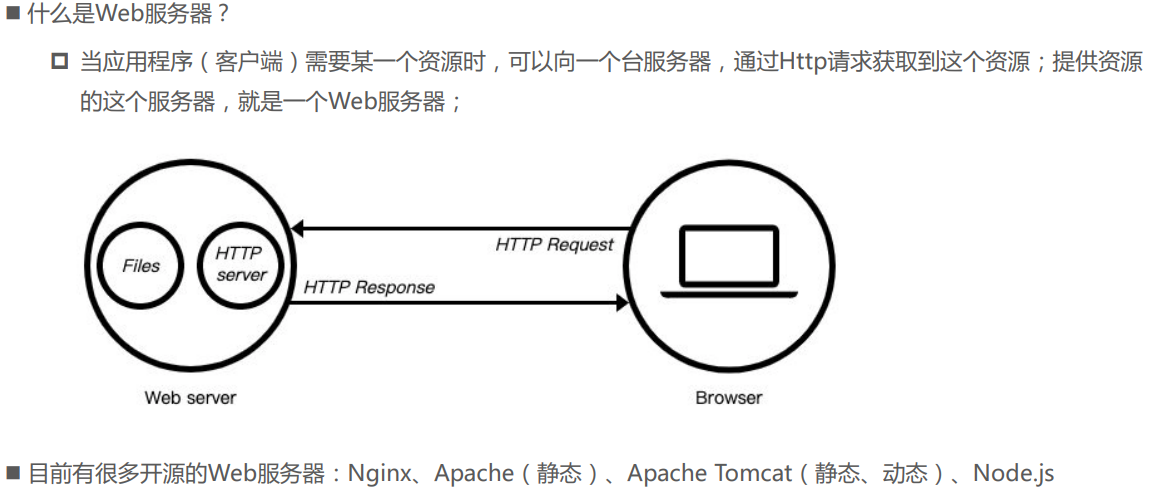 什么是Web服务器？
当应用程序（客户端）需要某一个资源时，可以向一个台服务器，通过Http请求获取到这个资源；提供资源
的这个服务器，就是一个Web服务器；
HTTP Request
Files
HTTP
server
HTTP Response
Web server
Browser
目前有很多开源的Web服务器：Nginx、Apache（静态）、Apache Tomcat（静态、动态）、Node.js